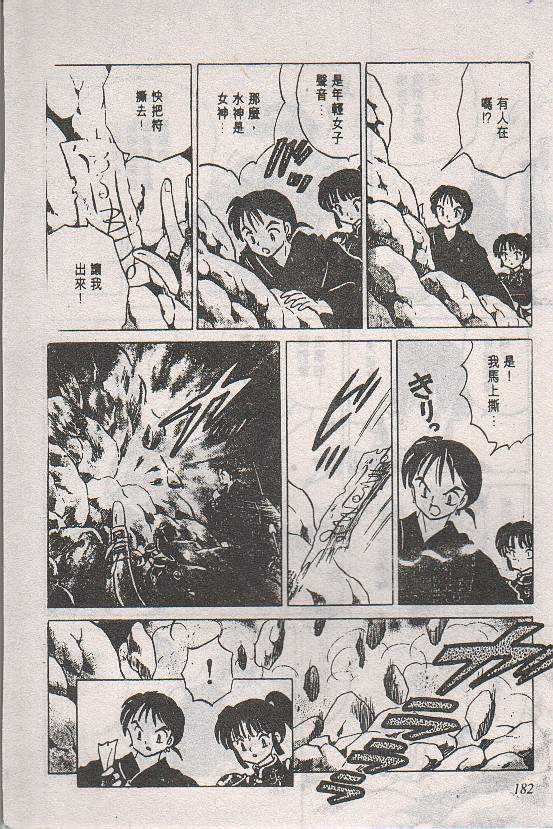 有人在
嗎!?
是年輕女子
聲音…
那麼，
水神是
女神…
快把符
撕去！
讓我
出來！
是！
我馬上撕…
きりっ
！
182